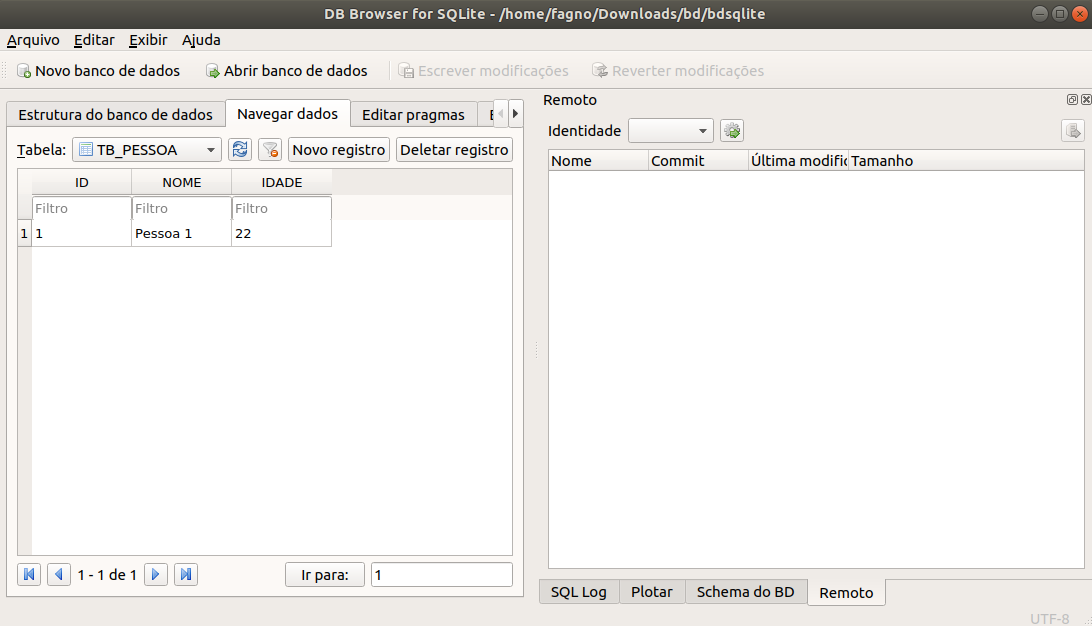 DB Browser for SQLite - /home/fagno/Downloads/bd/bdsqlite
Arquivo Editar Exibir Ajuda
Novo banco de dados Abrir banco de dados Escrever modificações Reverter modificações
Estrutura do banco de dados Navegar dados Editar pragmas
Tabela: TB_PESSOA Novo registro Deletar registro
ID NOME IDADE
Filtro Filtro Filtro
1 1 Pessoa 1 22
1 - 1 de 1 Ir para: 1
Remoto
Identidade
Nome Commit Última modific Tamanho
SQL Log Plotar Schema do BD Remoto
UTF-8